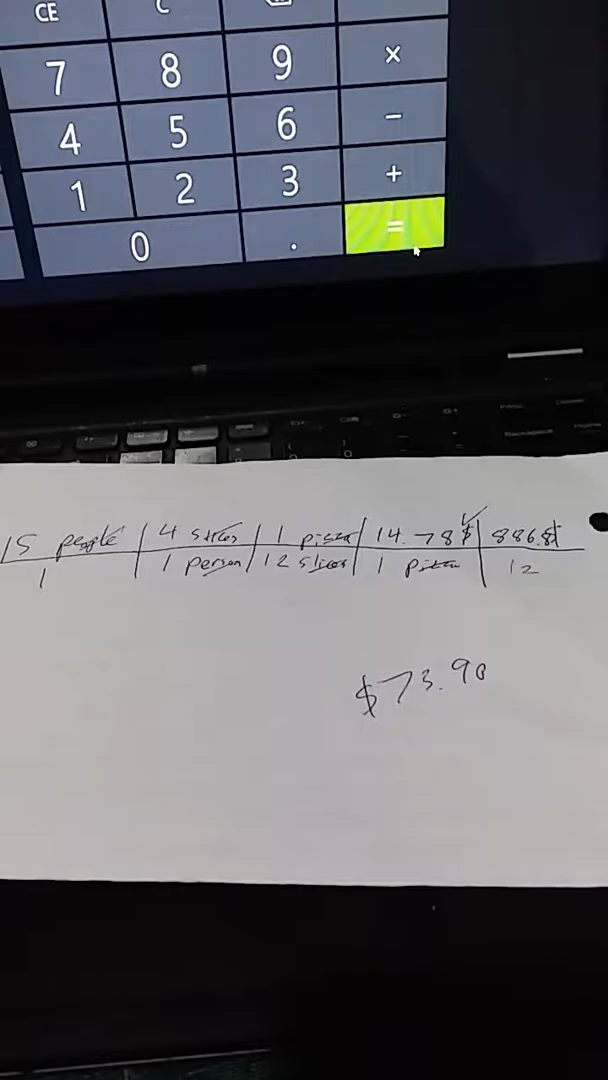 CE C
7 8 9 ×
4 5 6 −
1 2 3 +
0 . =
15 people | 4 slices | 1 pizza | 14.78$ | 886.8$
1 | 1 person | 12 slices | 1 pizza | 12
$73.90